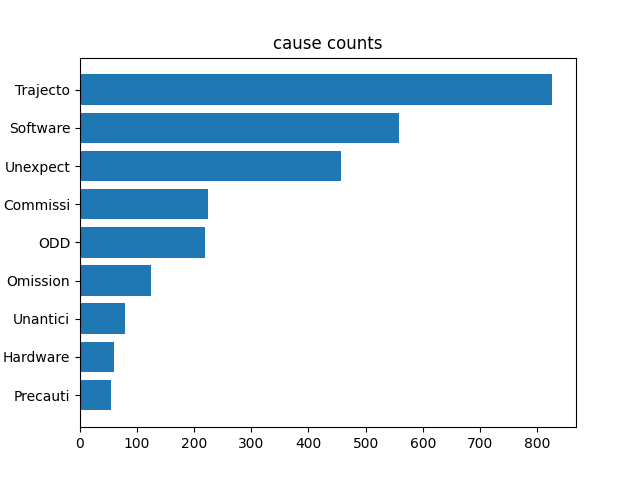 cause counts
Trajecto
Software
Unexpect
Commissi
ODD
Omission
Unantici
Hardware
Precauti
0 100 200 300 400 500 600 700 800